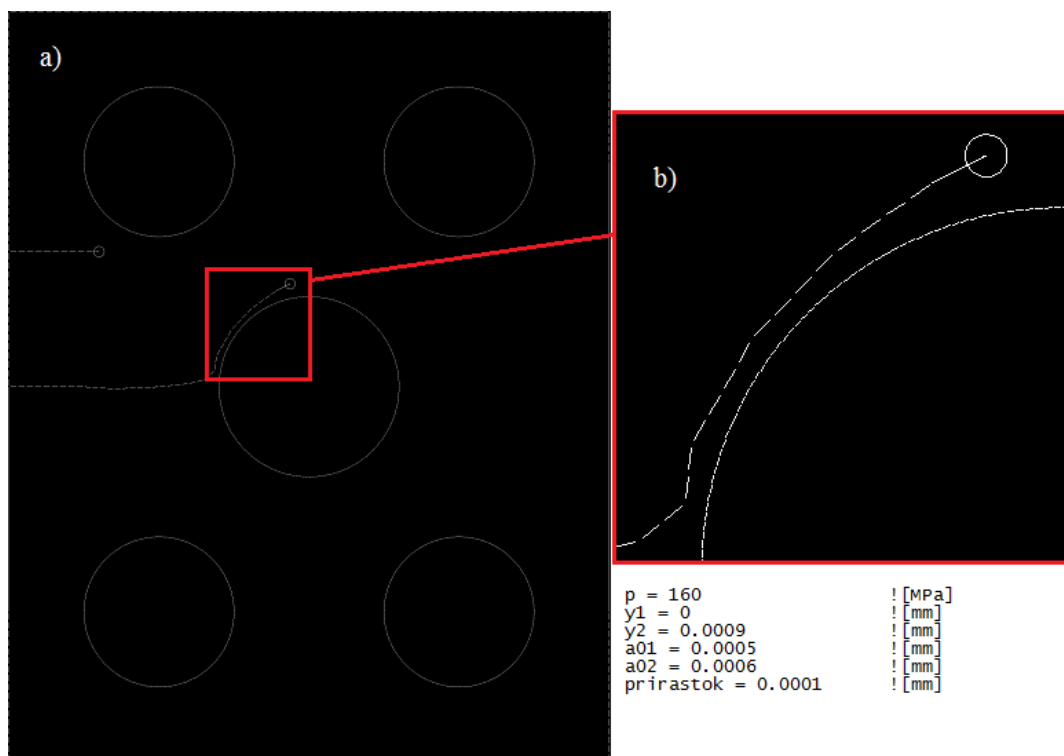 a)
b)
p = 160 ![MPa]
y1 = 0 ![mm]
y2 = 0.0009 ![mm]
a01 = 0.0005 ![mm]
a02 = 0.0006 ![mm]
prirastok = 0.0001 ![mm]